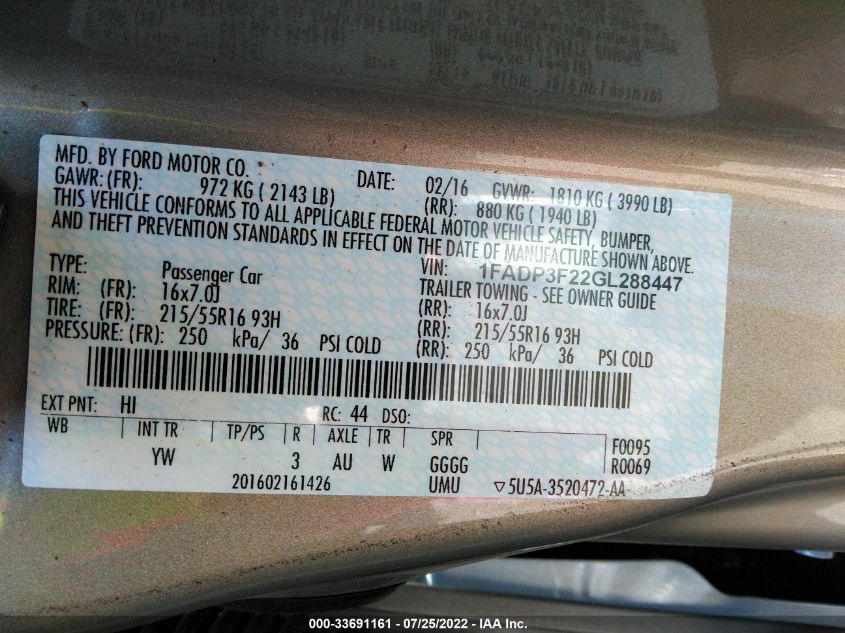 MFD. BY FORD MOTOR CO. DATE: 02/16 GVWR: 1810 KG ( 3990 LB)
GAWR: (FR): 972 KG ( 2143 LB) (RR): 880 KG ( 1940 LB)
THIS VEHICLE CONFORMS TO ALL APPLICABLE FEDERAL MOTOR VEHICLE SAFETY, BUMPER,
AND THEFT PREVENTION STANDARDS IN EFFECT ON THE DATE OF MANUFACTURE SHOWN ABOVE.
VIN: 1FADP3F22GL288447
TYPE: Passenger Car TRAILER TOWING - SEE OWNER GUIDE
RIM: (FR): 16x7.0J (RR): 16x7.0J
TIRE: (FR): 215/55R16 93H (RR): 215/55R16 93H
PRESSURE: (FR): 250 kPa/ 36 PSI COLD (RR): 250 kPa/ 36 PSI COLD
EXT PNT: HI RC: 44 DSO:
WB INT TR TP/PS R AXLE TR SPR F0095
YW 3 AU W GGGG R0069
201602161426 UMU ▽5U5A-3520472-AA
000-33691161 - 07/25/2022 - IAA Inc.